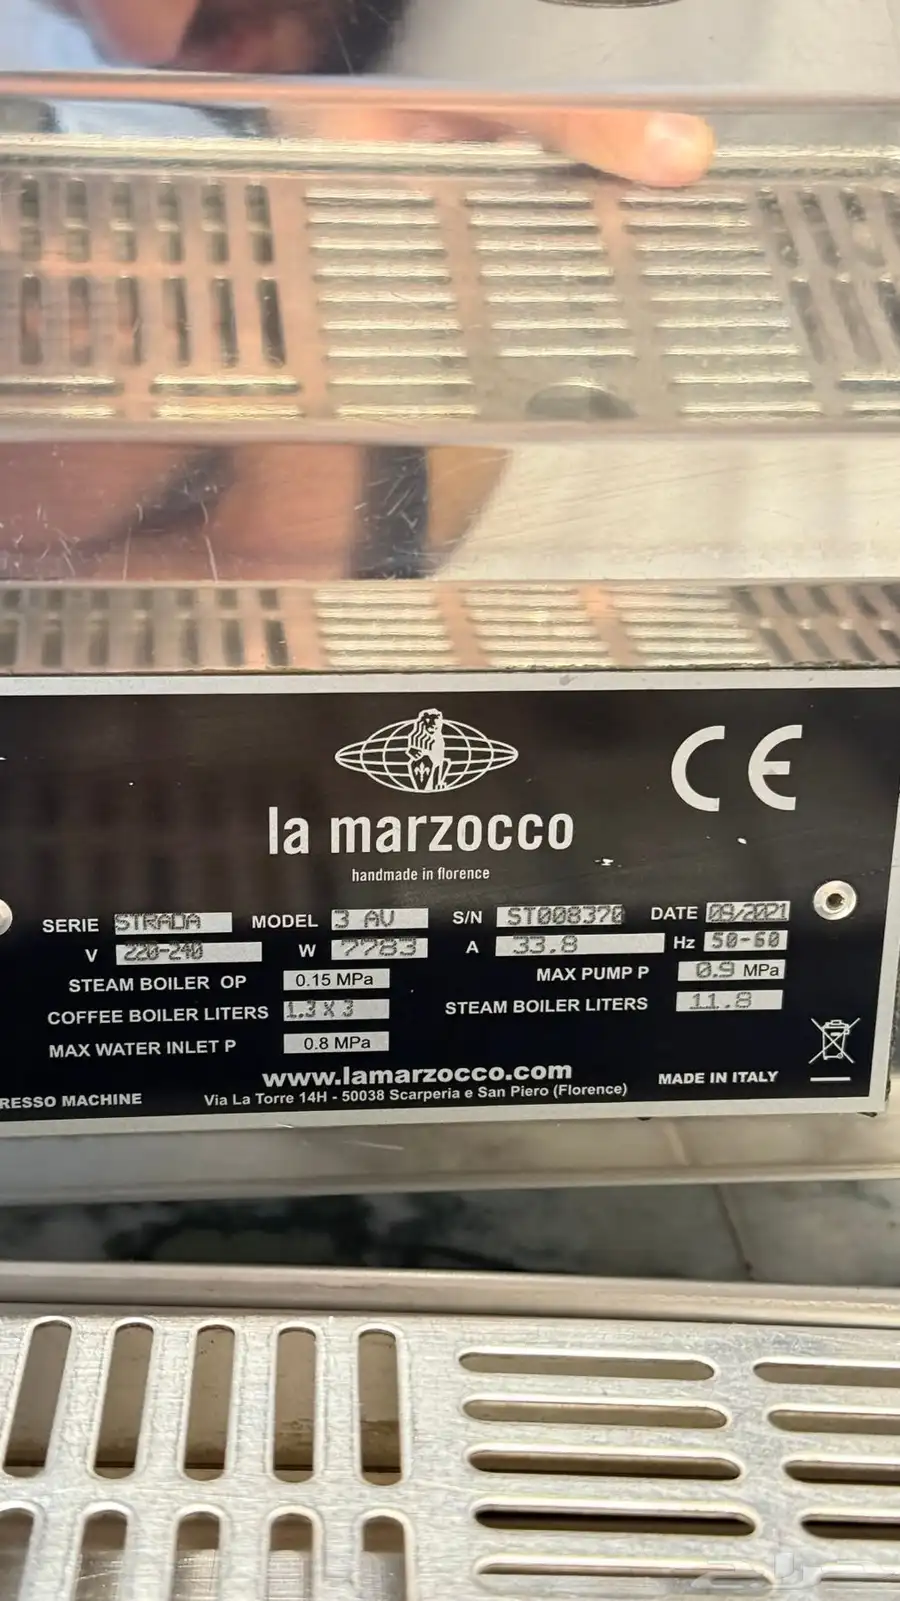 CE
la marzocco
handmade in florence
SERIE STRADA MODEL 3 AV S/N ST008370 DATE 09/2021
V 220-240 W 7783 A 33.8 Hz 50-60
STEAM BOILER OP 0.15 MPa MAX PUMP P 0.9 MPa
COFFEE BOILER LITERS 1.3 X 3 STEAM BOILER LITERS 11.8
MAX WATER INLET P 0.8 MPa
www.lamarzocco.com
RESSO MACHINE Via La Torre 14H - 50038 Scarperia e San Piero (Florence) MADE IN ITALY